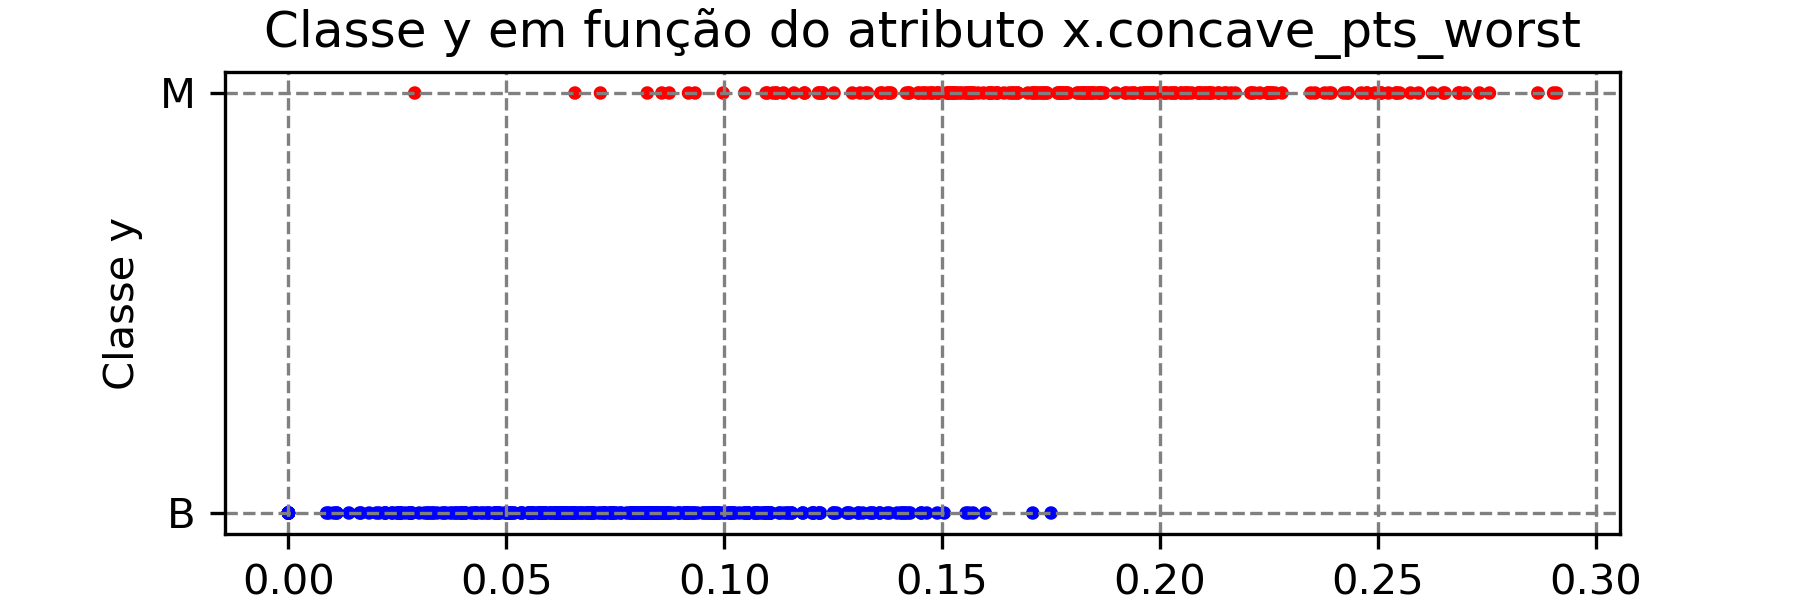 Classe y em função do atributo x.concave_pts_worst
M
Classe y
B
0.00 0.05 0.10 0.15 0.20 0.25 0.30